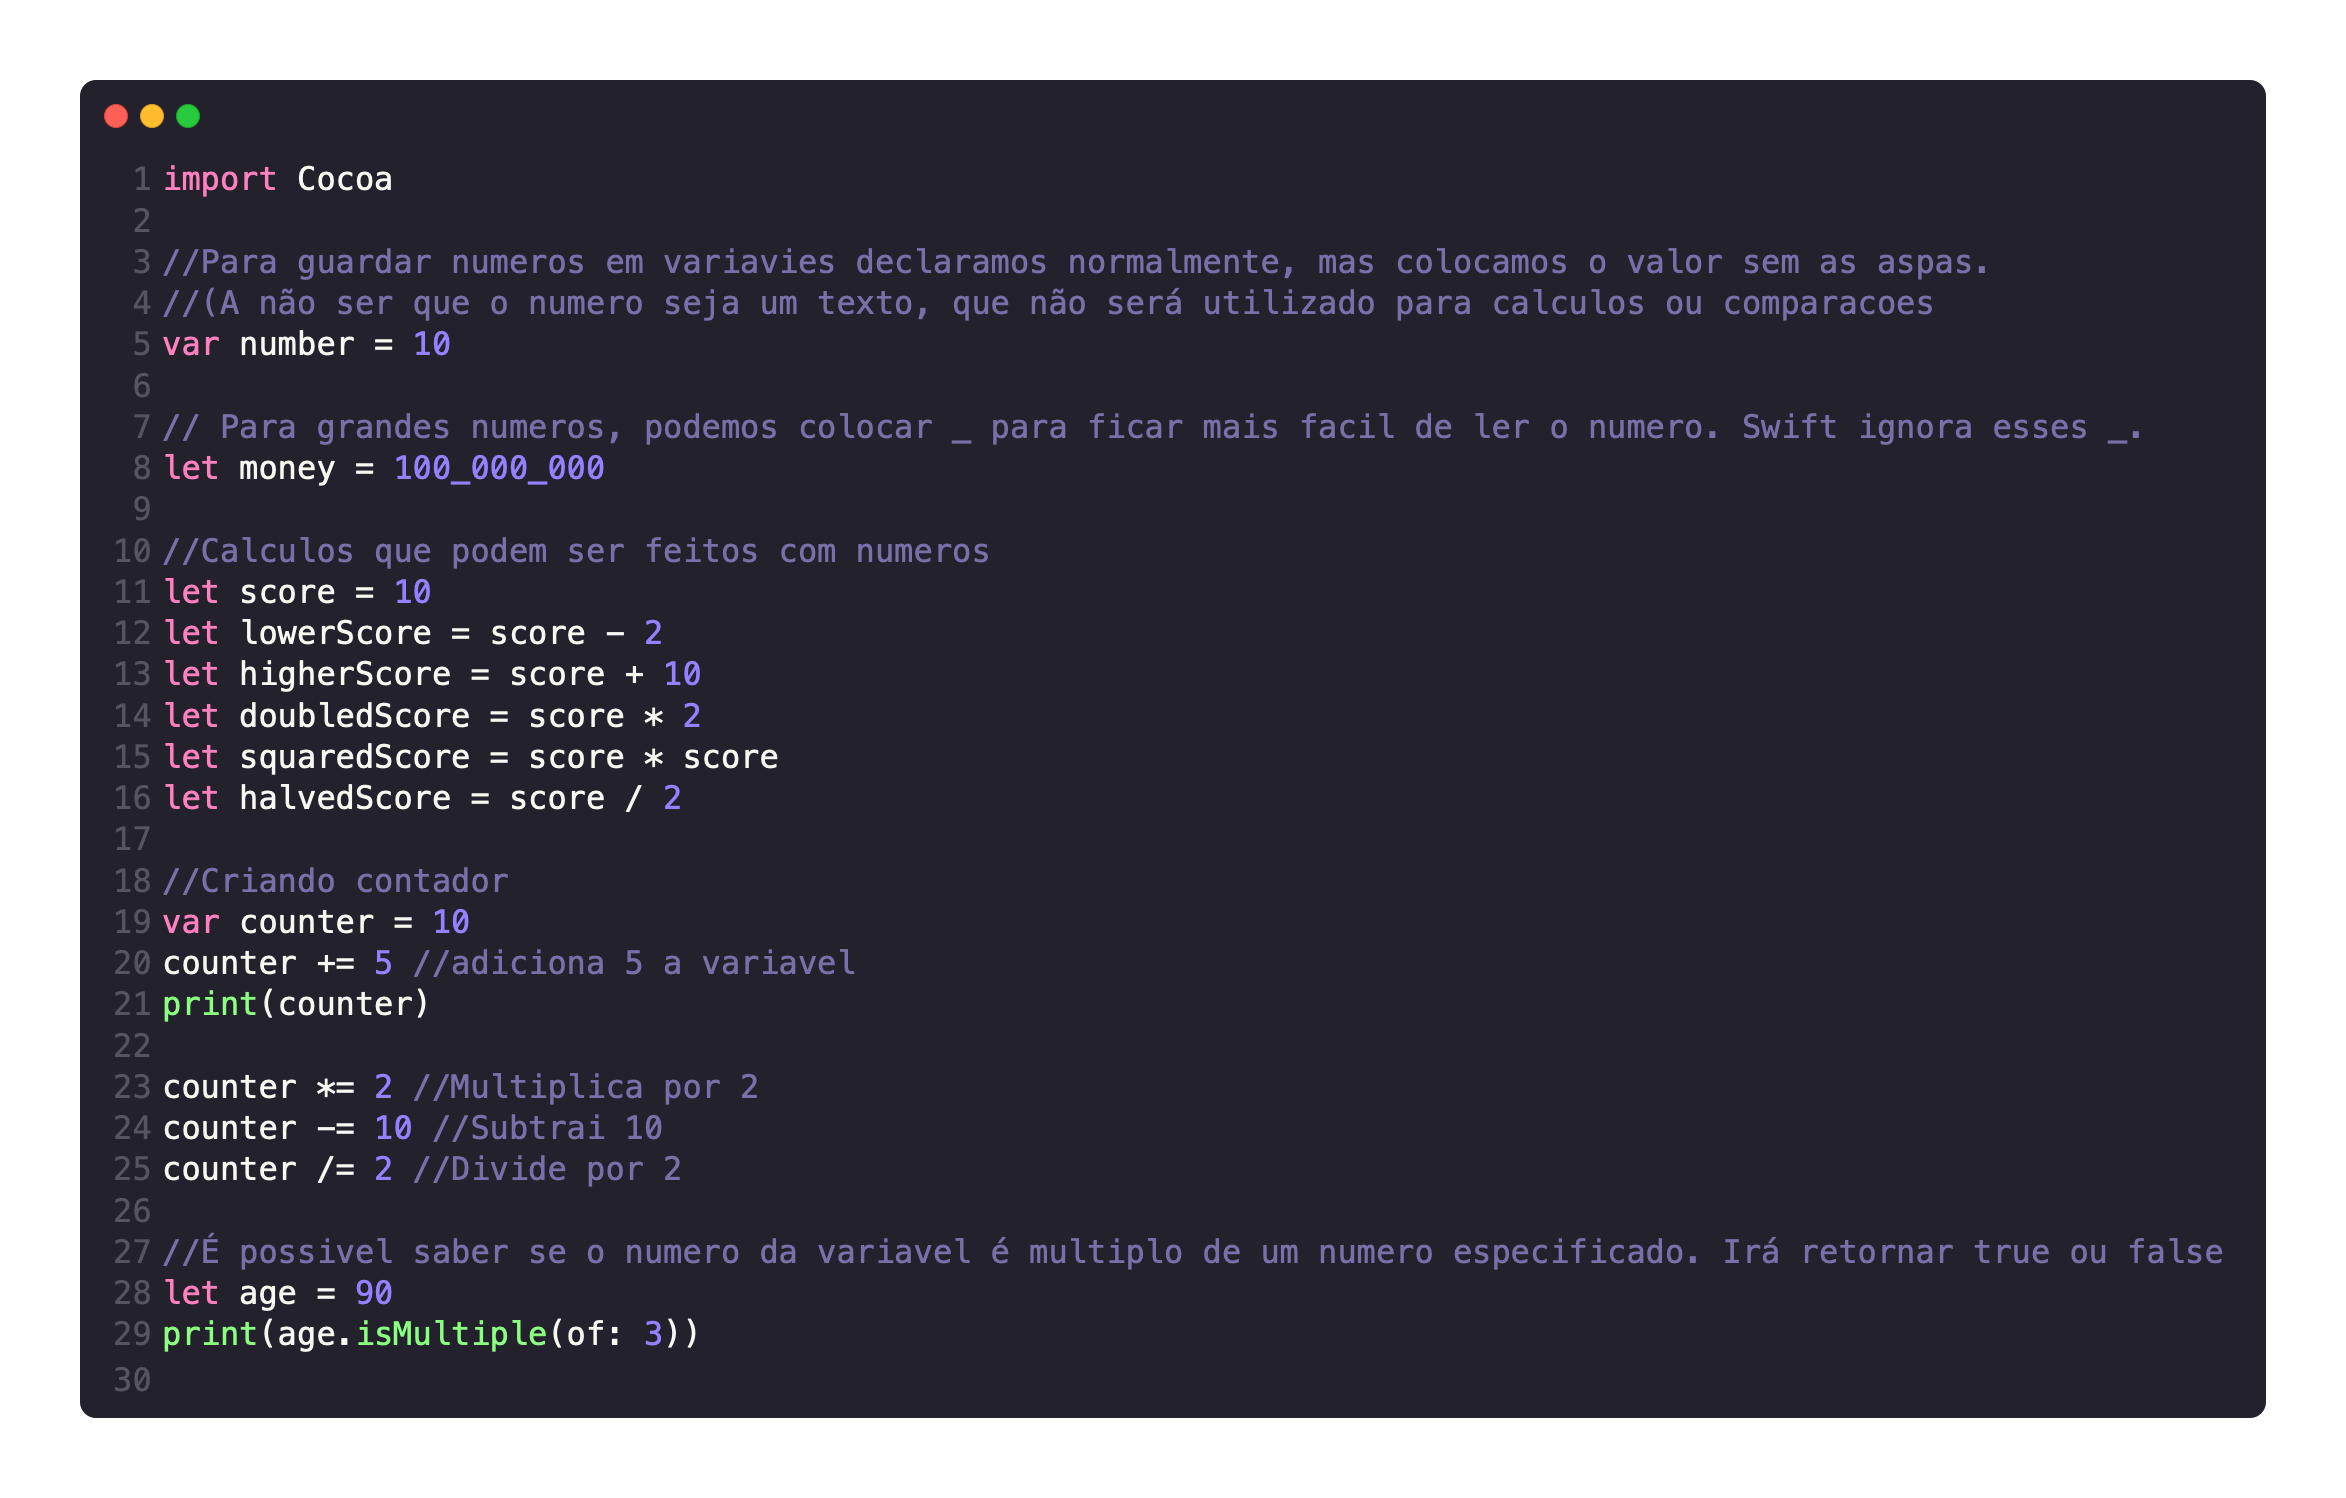 1 import Cocoa
2
3 //Para guardar numeros em variavies declaramos normalmente, mas colocamos o valor sem as aspas.
4 //(A não ser que o numero seja um texto, que não será utilizado para calculos ou comparacoes
5 var number = 10
6
7 // Para grandes numeros, podemos colocar _ para ficar mais facil de ler o numero. Swift ignora esses _.
8 let money = 100_000_000
9
10 //Calculos que podem ser feitos com numeros
11 let score = 10
12 let lowerScore = score - 2
13 let higherScore = score + 10
14 let doubledScore = score * 2
15 let squaredScore = score * score
16 let halvedScore = score / 2
17
18 //Criando contador
19 var counter = 10
20 counter += 5 //adiciona 5 a variavel
21 print(counter)
22
23 counter *= 2 //Multiplica por 2
24 counter -= 10 //Subtrai 10
25 counter /= 2 //Divide por 2
26
27 //É possivel saber se o numero da variavel é multiplo de um numero especificado. Irá retornar true ou false
28 let age = 90
29 print(age.isMultiple(of: 3))
30